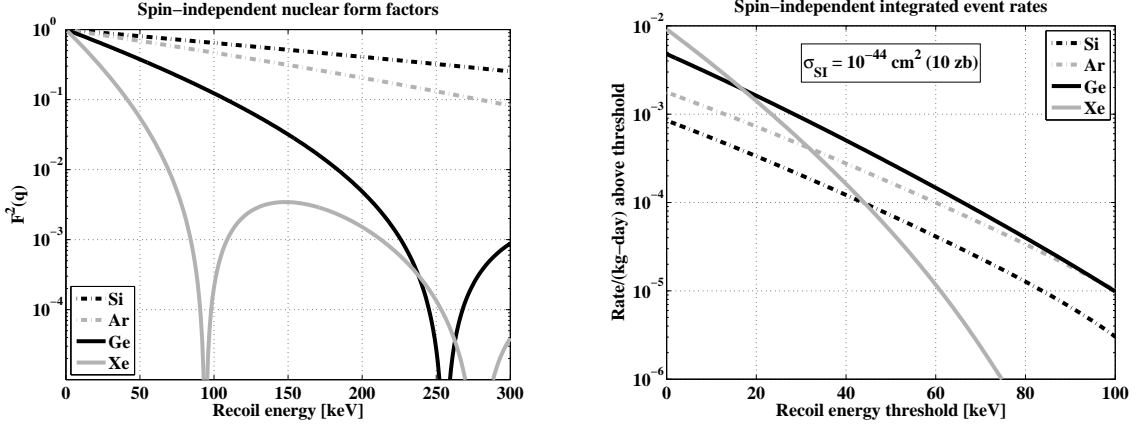 Spin−independent nuclear form factors
10^0
10^−1
10^−2
10^−3
10^−4
F^2(q)
Si
Ar
Ge
Xe
0 50 100 150 200 250 300
Recoil energy [keV]
Spin−independent integrated event rates
σ_SI = 10^−44 cm^2 (10 zb)
Si
Ar
Ge
Xe
10^−2
10^−3
10^−4
10^−5
10^−6
Rate/(kg−day) above threshold
0 20 40 60 80 100
Recoil energy threshold [keV]